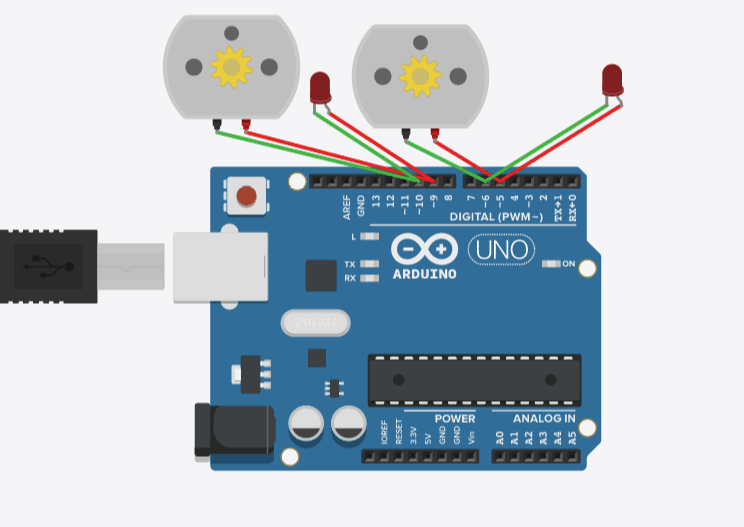 AREF
GND
13
12
~11
~10
~9
8
7
~6
~5
4
~3
2
TX→1
RX←0
DIGITAL (PWM~)
L
TX
RX
ARDUINO
UNO
ON
POWER
ANALOG IN
IOREF
RESET
3.3V
5V
GND
GND
Vin
A0
A1
A2
A3
A4
A5